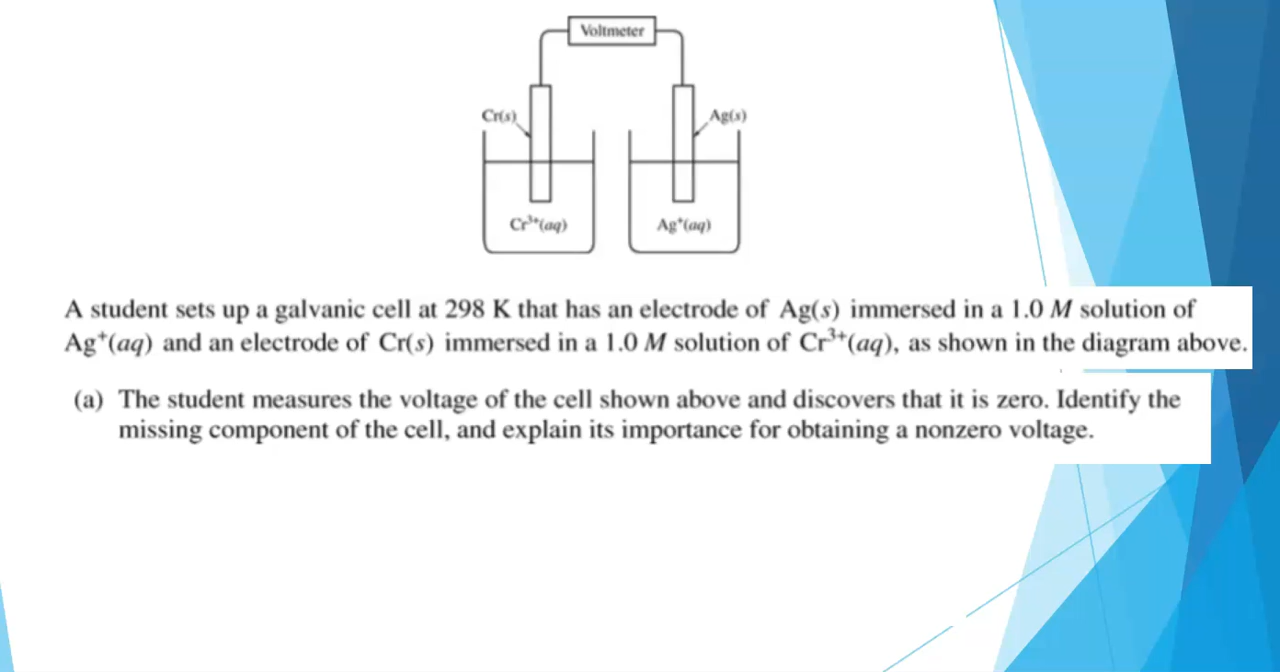 Voltmeter
Cr(s)
Ag(s)
Cr³⁺(aq)
Ag⁺(aq)
A student sets up a galvanic cell at 298 K that has an electrode of Ag(s) immersed in a 1.0 M solution of
Ag⁺(aq) and an electrode of Cr(s) immersed in a 1.0 M solution of Cr³⁺(aq), as shown in the diagram above.
(a) The student measures the voltage of the cell shown above and discovers that it is zero. Identify the
missing component of the cell, and explain its importance for obtaining a nonzero voltage.